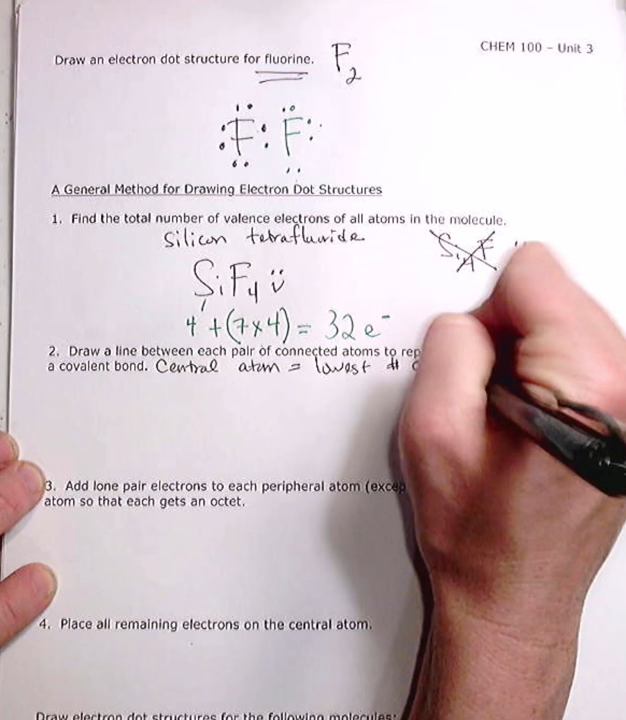 Draw an electron dot structure for fluorine. F2
CHEM 100 – Unit 3
F: F
A General Method for Drawing Electron Dot Structures
1. Find the total number of valence electrons of all atoms in the molecule.
Silicon tetrafluoride
SiF4
4 + (7x4) = 32 e-
2. Draw a line between each pair of connected atoms to rep
a covalent bond. Central atom = lowest #
3. Add lone pair electrons to each peripheral atom (excep
atom so that each gets an octet.
4. Place all remaining electrons on the central atom.
Draw electron dot structures for the following molecules: